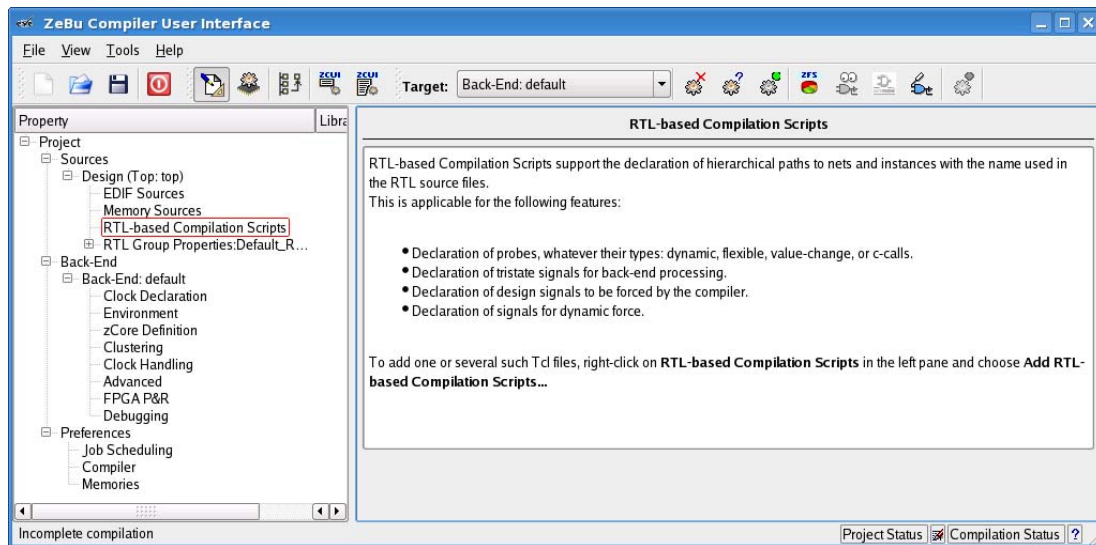 ZeBu Compiler User Interface
File View Tools Help
ZCUI ZCUI Target: Back-End: default ZFS
Property Libra
Project
Sources
Design (Top: top)
EDIF Sources
Memory Sources
RTL-based Compilation Scripts
RTL Group Properties:Default_R...
Back-End
Back-End: default
Clock Declaration
Environment
zCore Definition
Clustering
Clock Handling
Advanced
FPGA P&R
Debugging
Preferences
Job Scheduling
Compiler
Memories
RTL-based Compilation Scripts
RTL-based Compilation Scripts support the declaration of hierarchical paths to nets and instances with the name used in
the RTL source files.
This is applicable for the following features:
• Declaration of probes, whatever their types: dynamic, flexible, value-change, or c-calls.
• Declaration of tristate signals for back-end processing.
• Declaration of design signals to be forced by the compiler.
• Declaration of signals for dynamic force.
To add one or several such Tcl files, right-click on RTL-based Compilation Scripts in the left pane and choose Add RTL-
based Compilation Scripts...
Incomplete compilation
Project Status Compilation Status ?